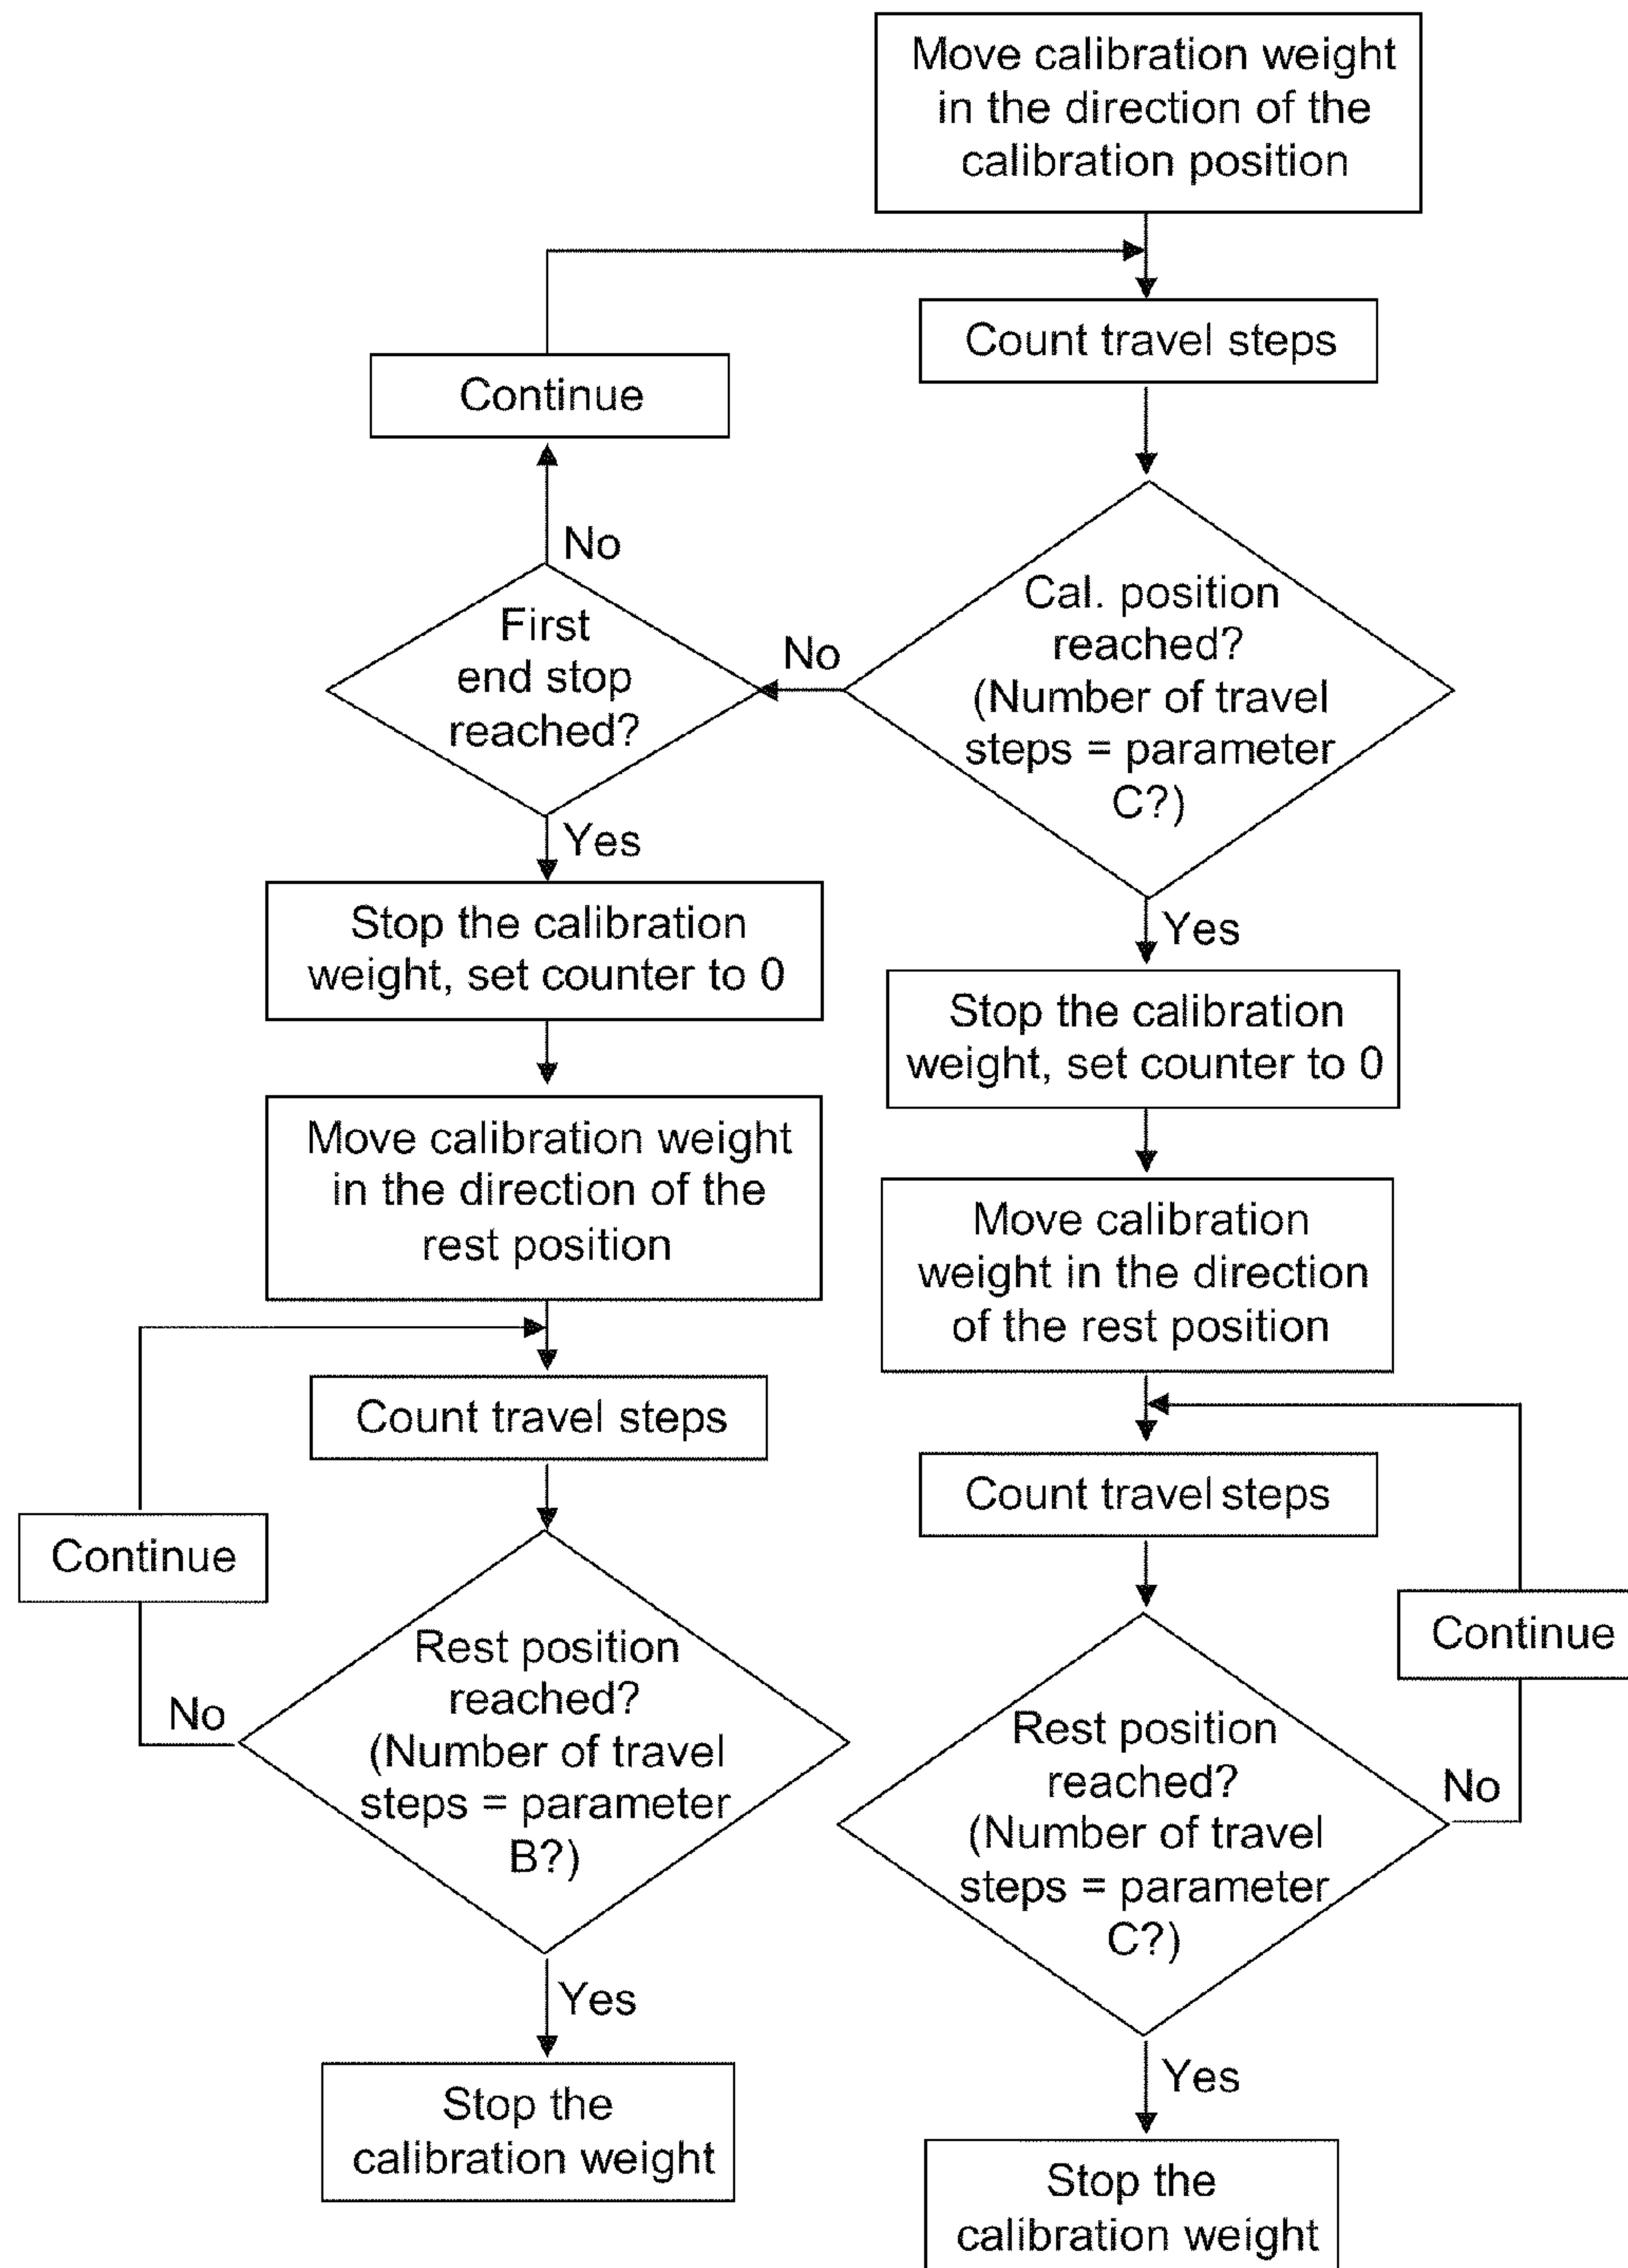 Move calibration weight
in the direction of the
calibration position
Count travel steps
Continue
No
Cal. position
reached?
(Number of travel
steps = parameter
C?)
No
First
end stop
reached?
Yes
Yes
Stop the calibration
weight, set counter to 0
Stop the calibration
weight, set counter to 0
Move calibration weight
in the direction of the
rest position
Move calibration
weight in the direction
of the rest position
Count travel steps
Count travel steps
Continue
Continue
Rest position
reached?
(Number of travel
steps = parameter
B?)
No
Rest position
reached?
(Number of travel
steps = parameter
C?)
No
Yes
Yes
Stop the
calibration weight
Stop the
calibration weight